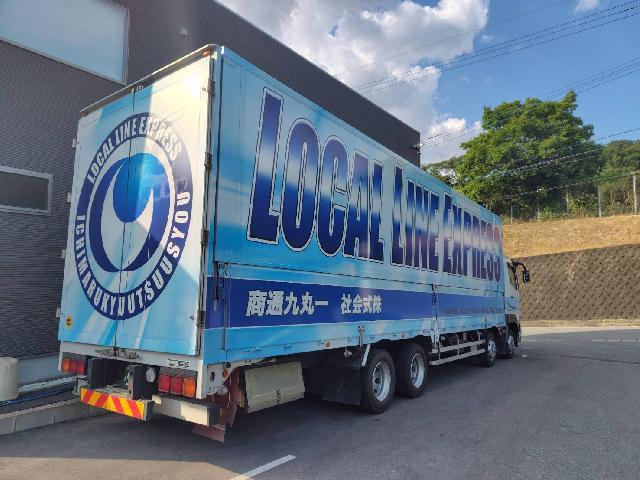 LOCAL LINE EXPRESS
ICHIMARUKYUUTSUUSYOU
LOCAL LINE EXPRESS
商通九丸一 社会式株